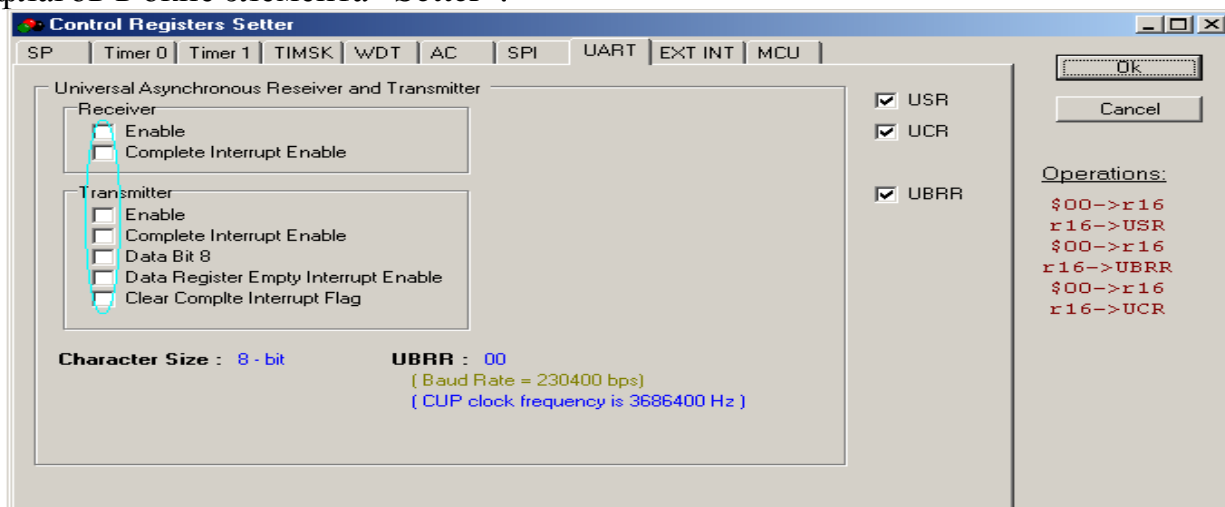 флагов в окне элемента "Setter".
Control Registers Setter
SP Timer 0 Timer 1 TIMSK WDT AC SPI UART EXT INT MCU
Universal Asynchronous Reseiver and Transmitter
Receiver
Enable
Complete Interrupt Enable
Transmitter
Enable
Complete Interrupt Enable
Data Bit 8
Data Register Empty Interrupt Enable
Clear Complte Interrupt Flag
Character Size : 8 - bit
UBRR : 00
( Baud Rate = 230400 bps)
( CUP clock frequency is 3686400 Hz )
USR
UCR
UBRR
Ok
Cancel
Operations:
$00->r16
r16->USR
$00->r16
r16->UBRR
$00->r16
r16->UCR